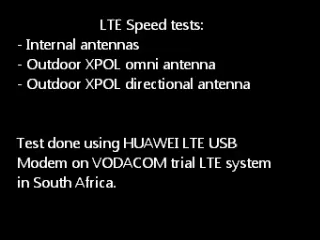 LTE Speed tests:
- Internal antennas
- Outdoor XPOL omni antenna
- Outdoor XPOL directional antenna
Test done using HUAWEI LTE USB
Modem on VODACOM trial LTE system
in South Africa.